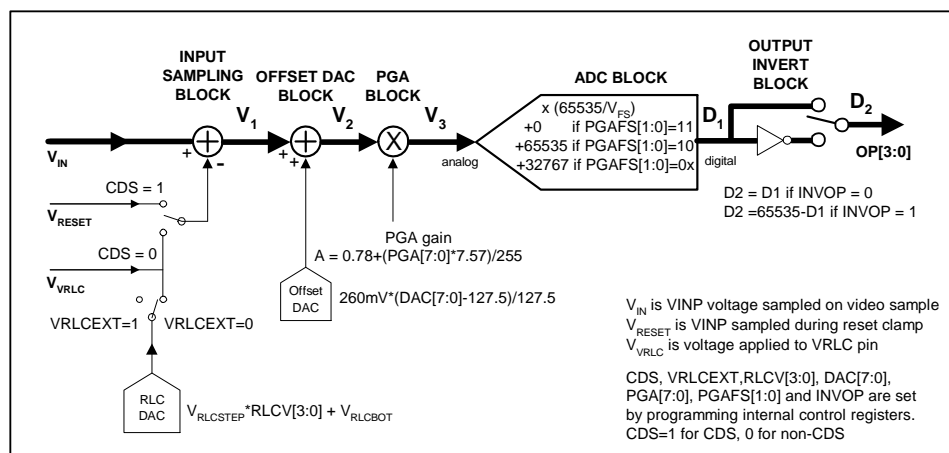 INPUT
SAMPLING
BLOCK
OFFSET DAC
BLOCK
PGA
BLOCK
ADC BLOCK
OUTPUT
INVERT
BLOCK
V1
V2
V3
x (65535/VFS)
+0 if PGAFS[1:0]=11
+65535 if PGAFS[1:0]=10
+32767 if PGAFS[1:0]=0x
D1
D2
VIN
+
+
-
+
+
X
analog
digital
OP[3:0]
CDS = 1
VRESET
D2 = D1 if INVOP = 0
D2 =65535-D1 if INVOP = 1
CDS = 0
PGA gain
A = 0.78+(PGA[7:0]*7.57)/255
VVRLC
Offset
DAC
260mV*(DAC[7:0]-127.5)/127.5
VRLCEXT=1
VRLCEXT=0
VIN is VINP voltage sampled on video sample
VRESET is VINP sampled during reset clamp
VVRLC is voltage applied to VRLC pin
RLC
DAC
VRLCSTEP*RLCV[3:0] + VRLCBOT
CDS, VRLCEXT,RLCV[3:0], DAC[7:0],
PGA[7:0], PGAFS[1:0] and INVOP are set
by programming internal control registers.
CDS=1 for CDS, 0 for non-CDS